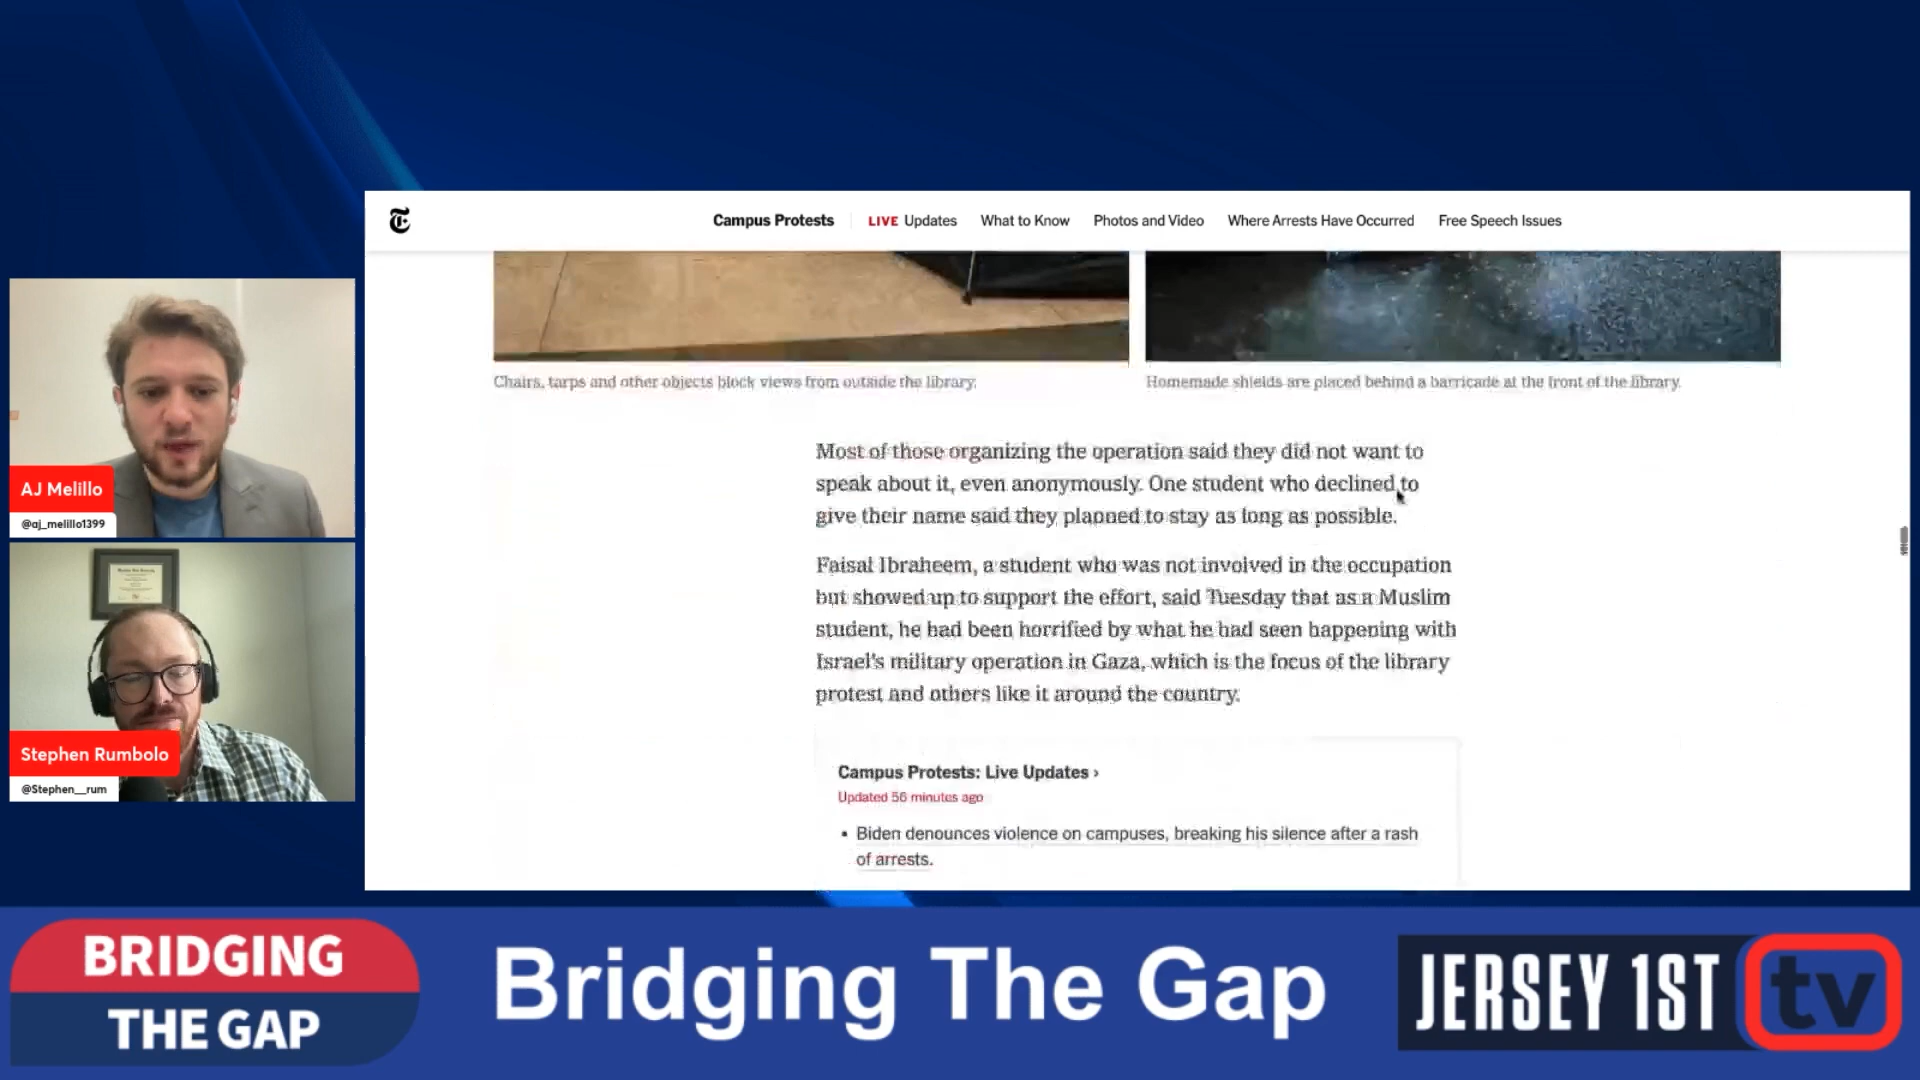 T
Campus Protests LIVE Updates What to Know Photos and Video Where Arrests Have Occurred Free Speech Issues
Chairs, tarps and other objects block views from outside the library.
Homemade shields are placed behind a barricade at the front of the library.
Most of those organizing the operation said they did not want to
speak about it, even anonymously. One student who declined to
give their name said they planned to stay as long as possible.
Faisal Ibraheem, a student who was not involved in the occupation
but showed up to support the effort, said Tuesday that as a Muslim
student, he had been horrified by what he had seen happening with
Israel's military operation in Gaza, which is the focus of the library
protest and others like it around the country.
Campus Protests: Live Updates ›
Updated 56 minutes ago
• Biden denounces violence on campuses, breaking his silence after a rash
of arrests.
AJ Melillo
@aj_melillo1399
Stephen Rumbolo
@Stephen__rum
BRIDGING
THE GAP
Bridging The Gap
JERSEY 1ST tv